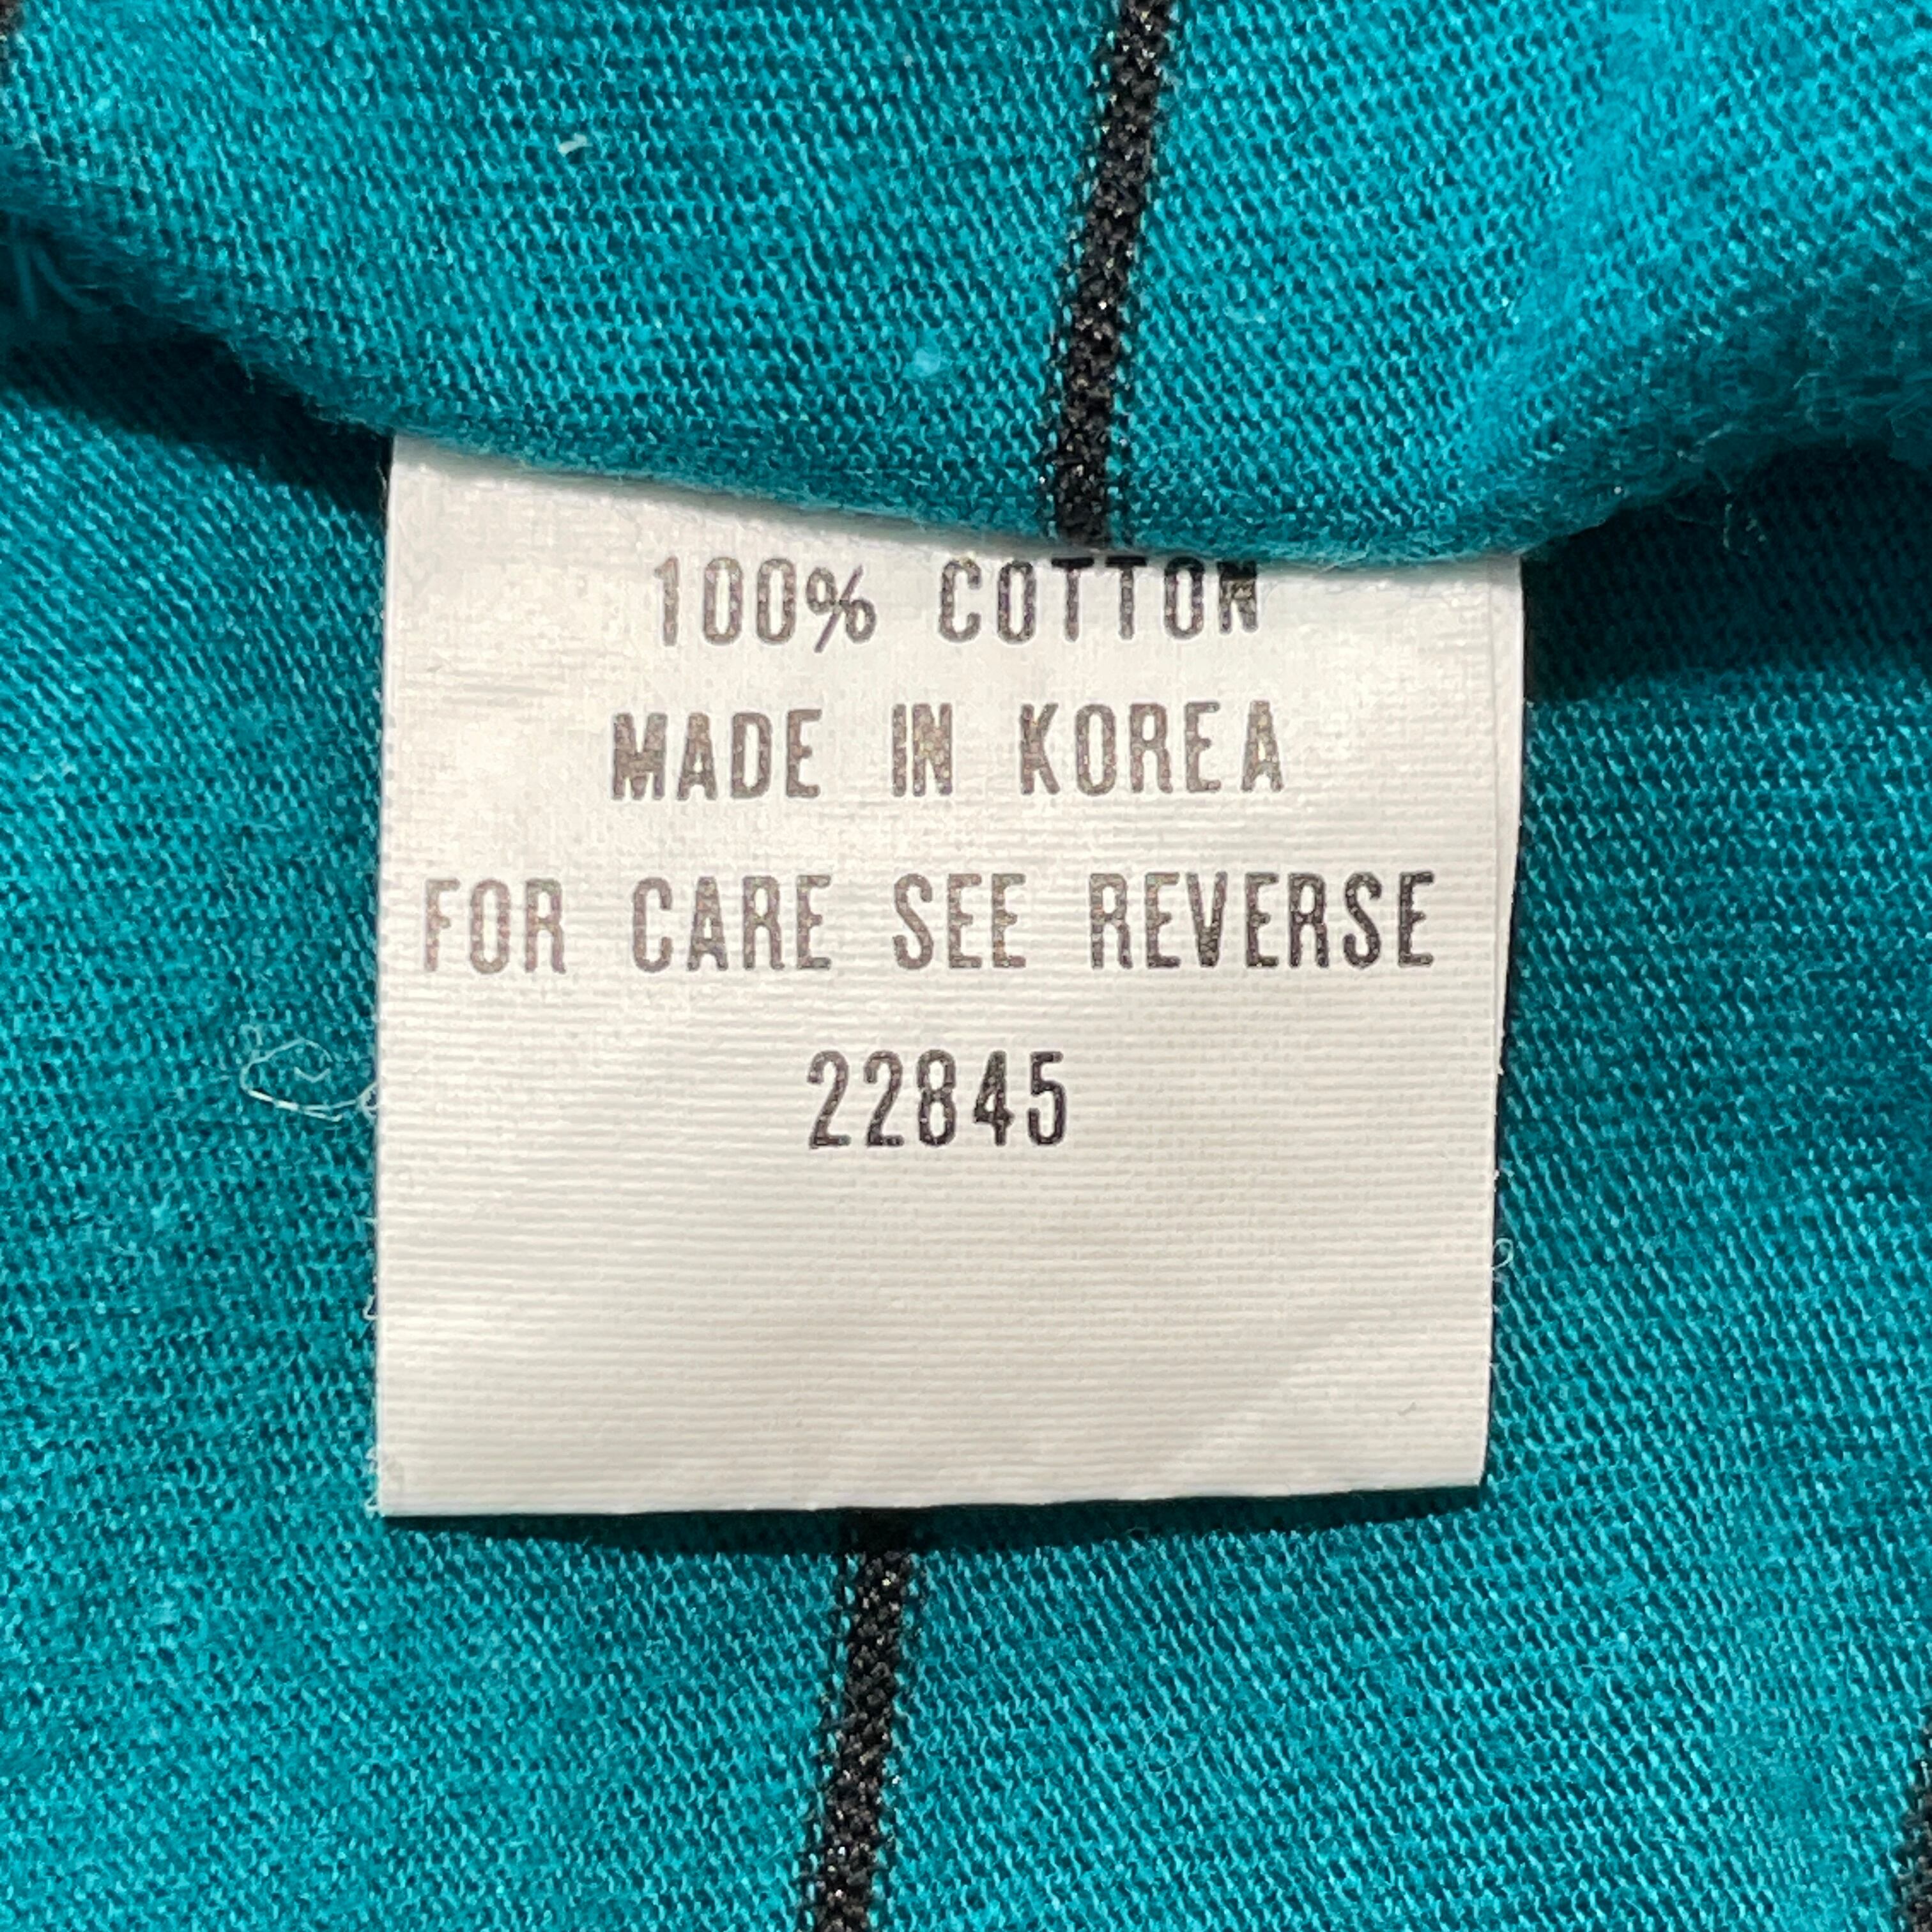 100% COTTON
MADE IN KOREA
FOR CARE SEE REVERSE
22845